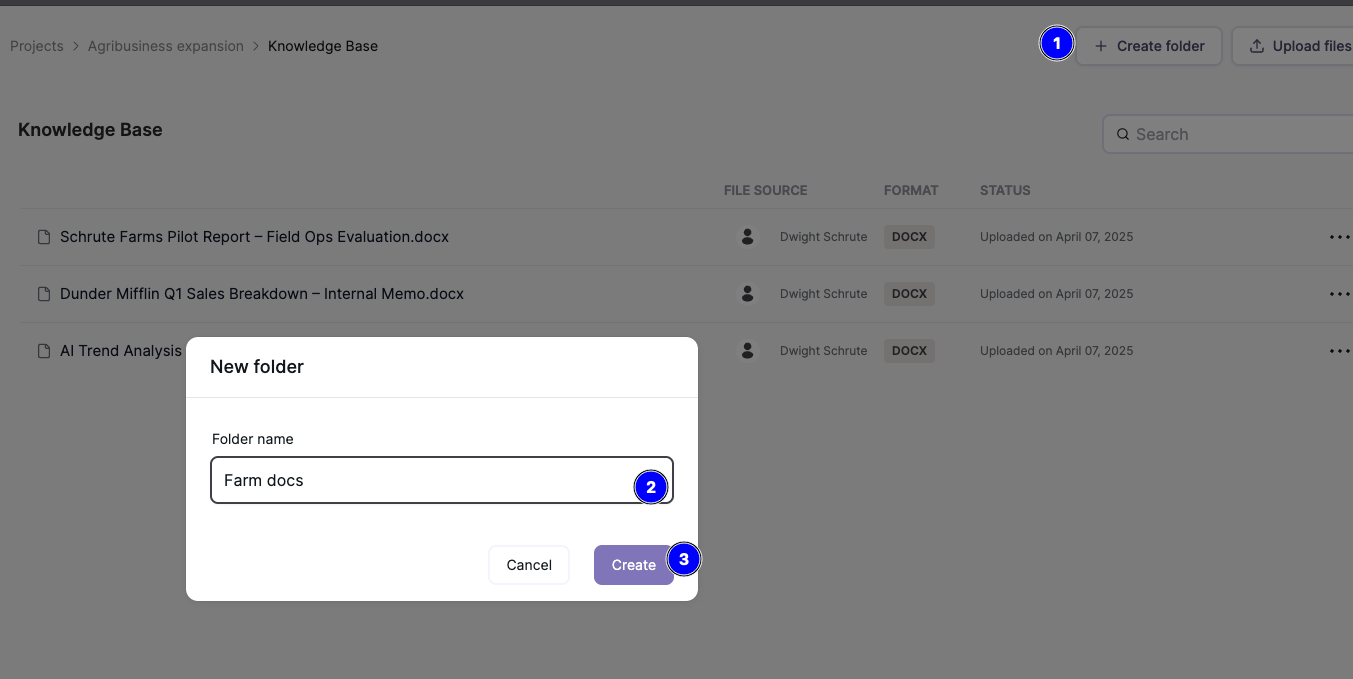 Projects > Agribusiness expansion > Knowledge Base
1
+ Create folder
Upload files
Knowledge Base
Search
FILE SOURCE FORMAT STATUS
Schrute Farms Pilot Report – Field Ops Evaluation.docx Dwight Schrute DOCX Uploaded on April 07, 2025 ...
Dunder Mifflin Q1 Sales Breakdown – Internal Memo.docx Dwight Schrute DOCX Uploaded on April 07, 2025 ...
AI Trend Analysis Dwight Schrute DOCX Uploaded on April 07, 2025 ...
New folder
Folder name
Farm docs
2
Cancel
Create
3